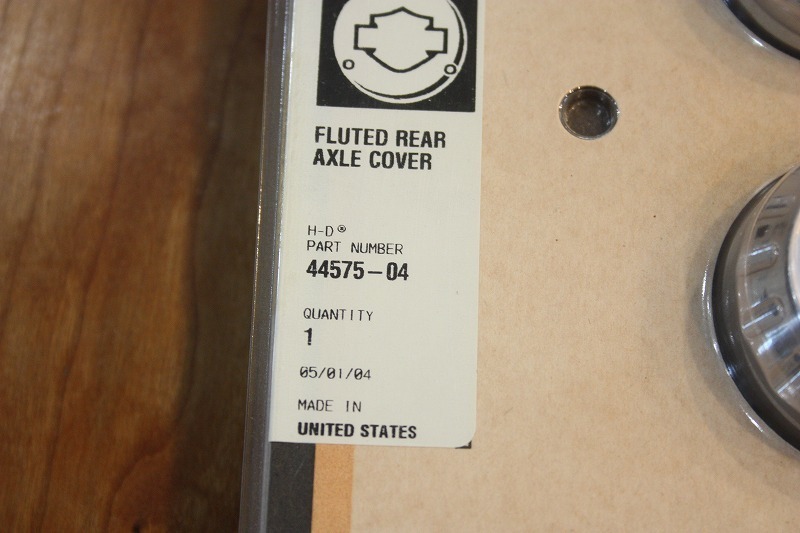 FLUTED REAR
AXLE COVER
H-D®
PART NUMBER
44575-04
QUANTITY
1
05/01/04
MADE IN
UNITED STATES